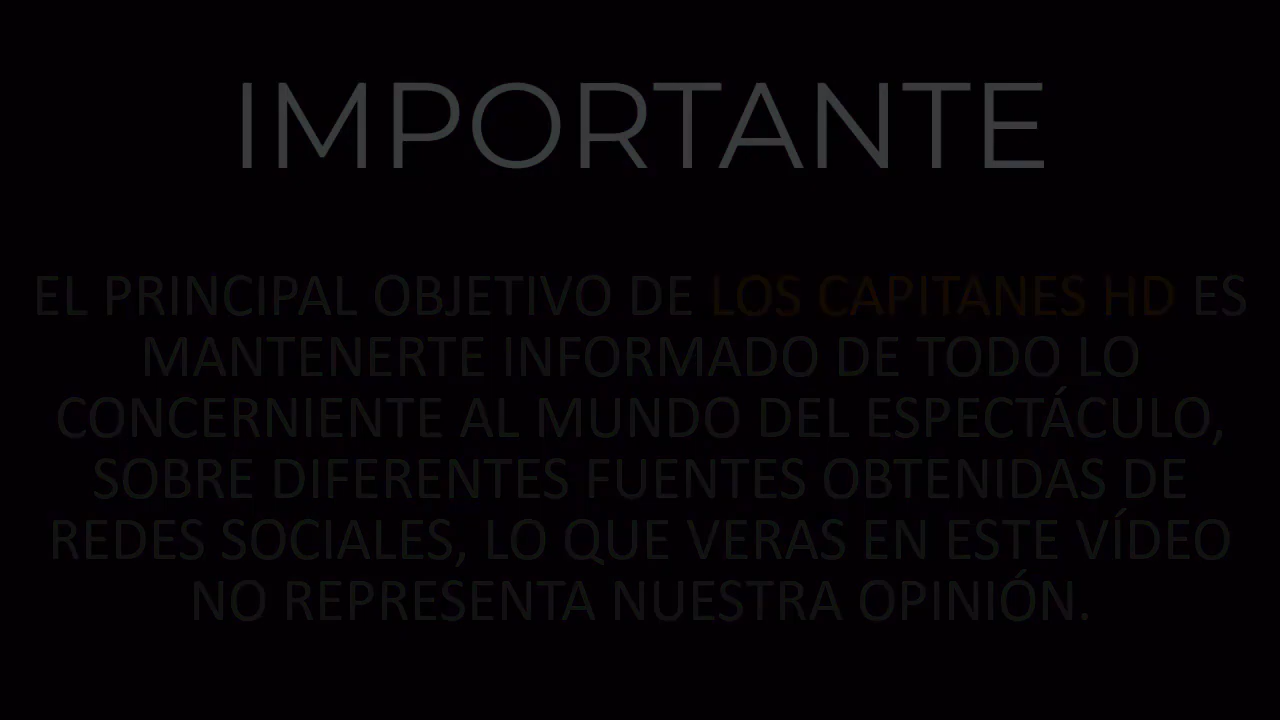 IMPORTANTE
EL PRINCIPAL OBJETIVO DE LOS CAPITANES HD ES
MANTENERTE INFORMADO DE TODO LO
CONCERNIENTE AL MUNDO DEL ESPECTÁCULO,
SOBRE DIFERENTES FUENTES OBTENIDAS DE
REDES SOCIALES, LO QUE VERAS EN ESTE VÍDEO
NO REPRESENTA NUESTRA OPINIÓN.